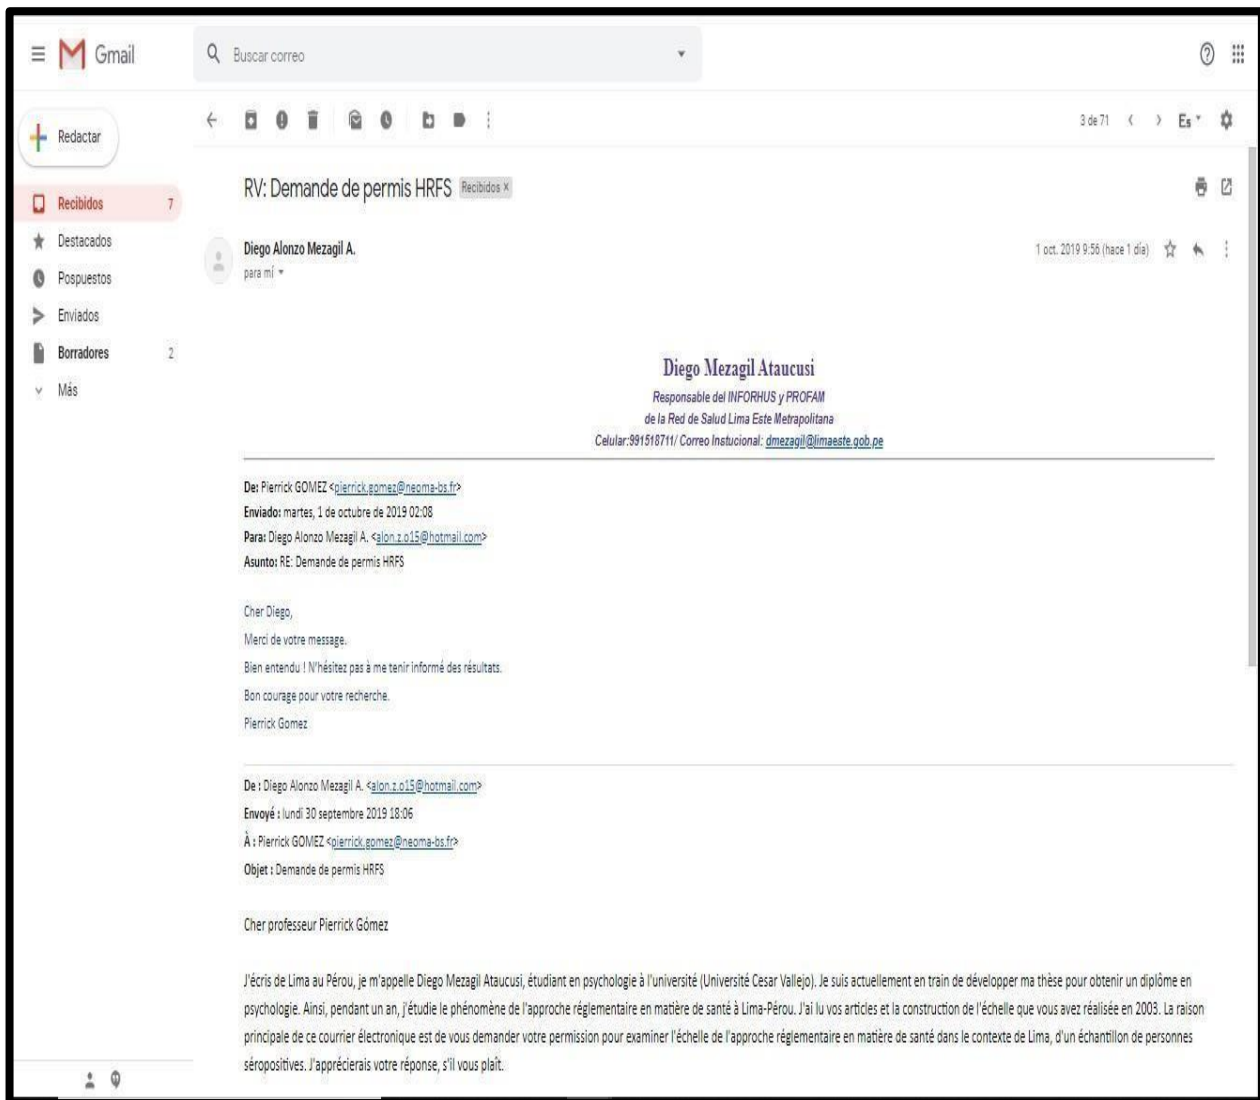 Gmail
Buscar correo
Redactar
3 de 71
Es
Recibidos 7
Destacados
Pospuestos
Enviados
Borradores 2
Más
RV: Demande de permis HRFS Recibidos x
Diego Alonzo Mezagil A.
1 oct. 2019 9:56 (hace 1 día)
para mí
Diego Mezagil Ataucusi
Responsable del INFORHUS y PROFAM
de la Red de Salud Lima Este Metrapolitana
Celular:991518711/ Correo Instucional: dmezagil@limaeste.gob.pe
De: Pierrick GOMEZ <pierrick.gomez@neoma-bs.fr>
Enviado: martes, 1 de octubre de 2019 02:08
Para: Diego Alonzo Mezagil A. <alon.z.o15@hotmail.com>
Asunto: RE: Demande de permis HRFS
Cher Diego,
Merci de votre message.
Bien entendu ! N'hésitez pas à me tenir informé des résultats.
Bon courage pour votre recherche.
Pierrick Gomez
De : Diego Alonzo Mezagil A. <alon.z.o15@hotmail.com>
Envoyé : lundi 30 septembre 2019 18:06
À : Pierrick GOMEZ <pierrick.gomez@neoma-bs.fr>
Objet : Demande de permis HRFS
Cher professeur Pierrick Gómez
J'écris de Lima au Pérou, je m'appelle Diego Mezagil Ataucusi, étudiant en psychologie à l'université (Université Cesar Vallejo). Je suis actuellement en train de développer ma thèse pour obtenir un diplôme en
psychologie. Ainsi, pendant un an, j'étudie le phénomène de l'approche réglementaire en matière de santé à Lima-Pérou. J'ai lu vos articles et la construction de l'échelle que vous avez réalisée en 2003. La raison
principale de ce courrier électronique est de vous demander votre permission pour examiner l'échelle de l'approche réglementaire en matière de santé dans le contexte de Lima, d'un échantillon de personnes
séropositives. J'apprécierais votre réponse, s'il vous plaît.